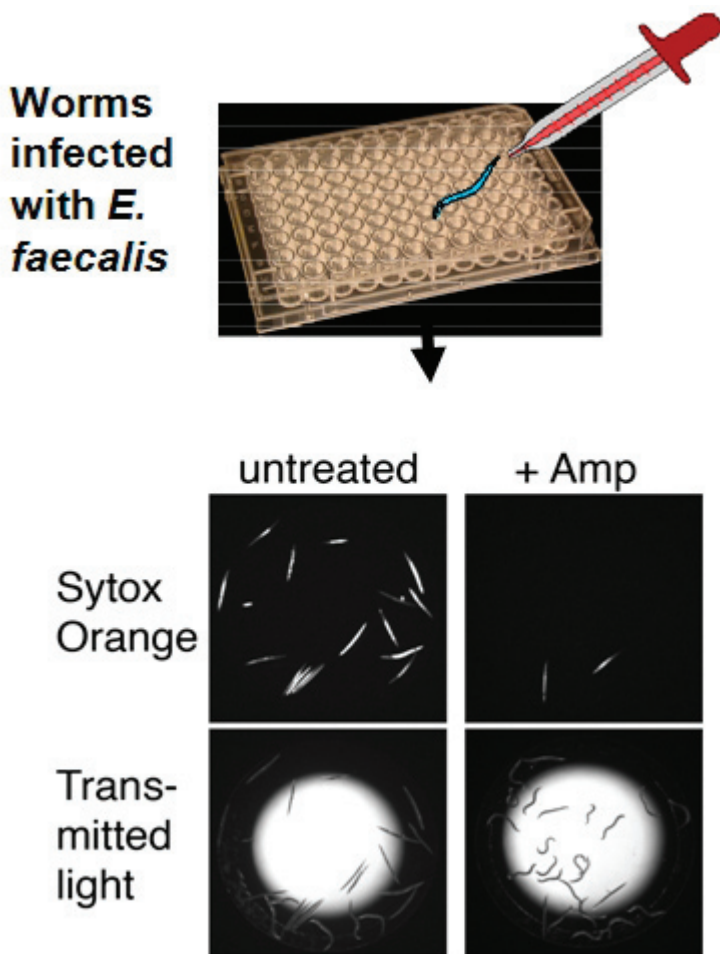 Worms
infected
with E.
faecalis
untreated
+ Amp
Sytox
Orange
Trans-
mitted
light